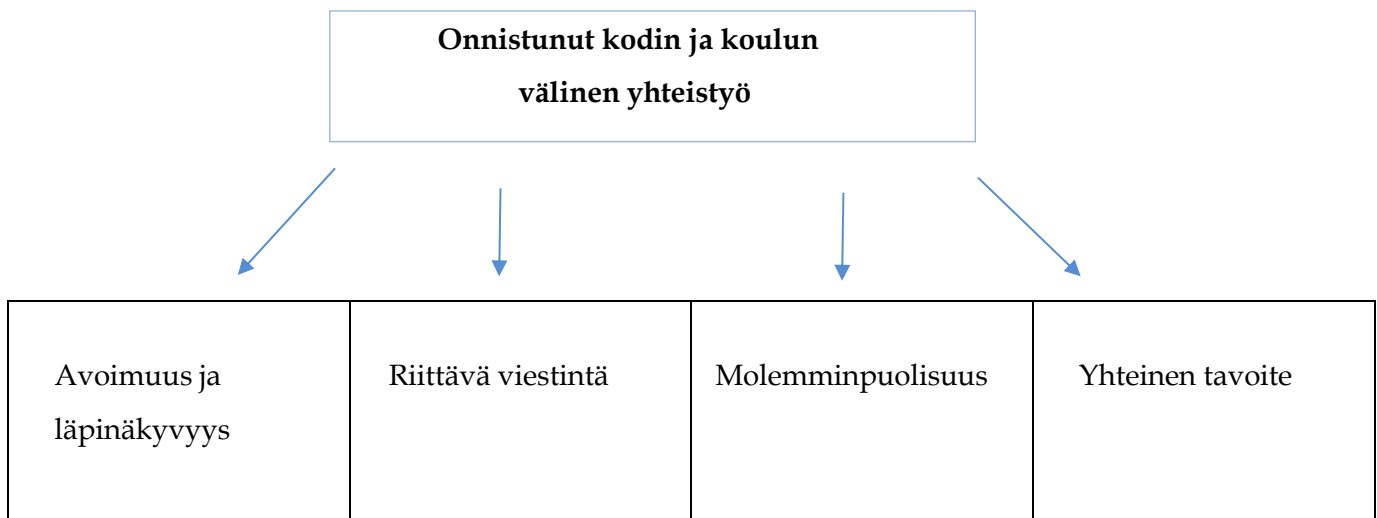 Onnistunut kodin ja koulun
välinen yhteistyö
Avoimuus ja
läpinäkyvyys
Riittävä viestintä
Molemminpuolisuus
Yhteinen tavoite